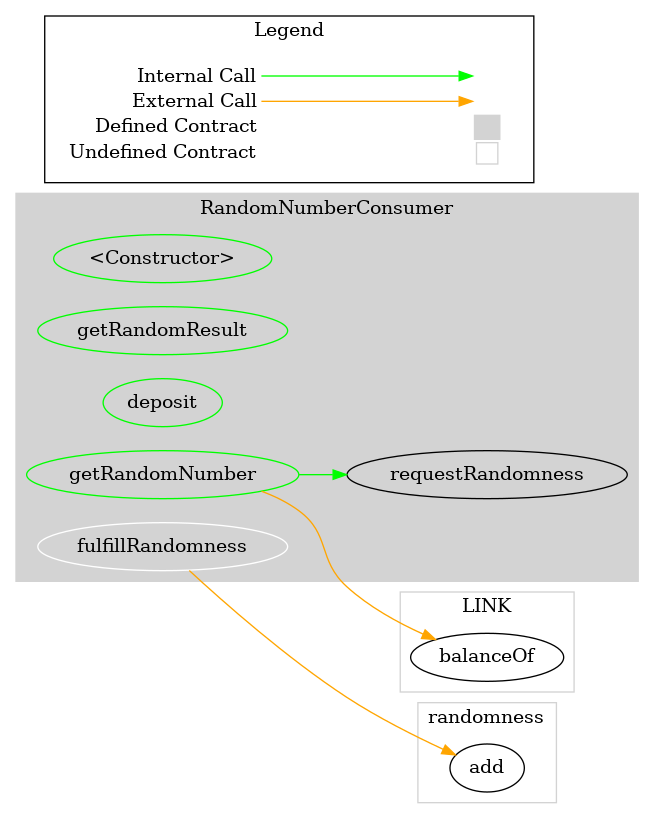 Legend
Internal Call
External Call
Defined Contract
Undefined Contract
RandomNumberConsumer
<Constructor>
getRandomResult
deposit
getRandomNumber
requestRandomness
fulfillRandomness
LINK
balanceOf
randomness
add